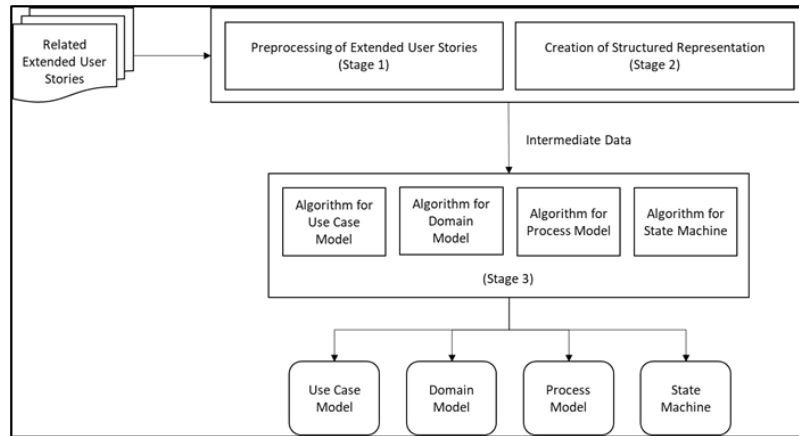 Related
Extended User
Stories
Preprocessing of Extended User Stories
(Stage 1)
Creation of Structured Representation
(Stage 2)
Intermediate Data
Algorithm for
Use Case
Model
Algorithm for
Domain
Model
Algorithm for
Process Model
Algorithm for
State Machine
(Stage 3)
Use Case
Model
Domain
Model
Process
Model
State
Machine